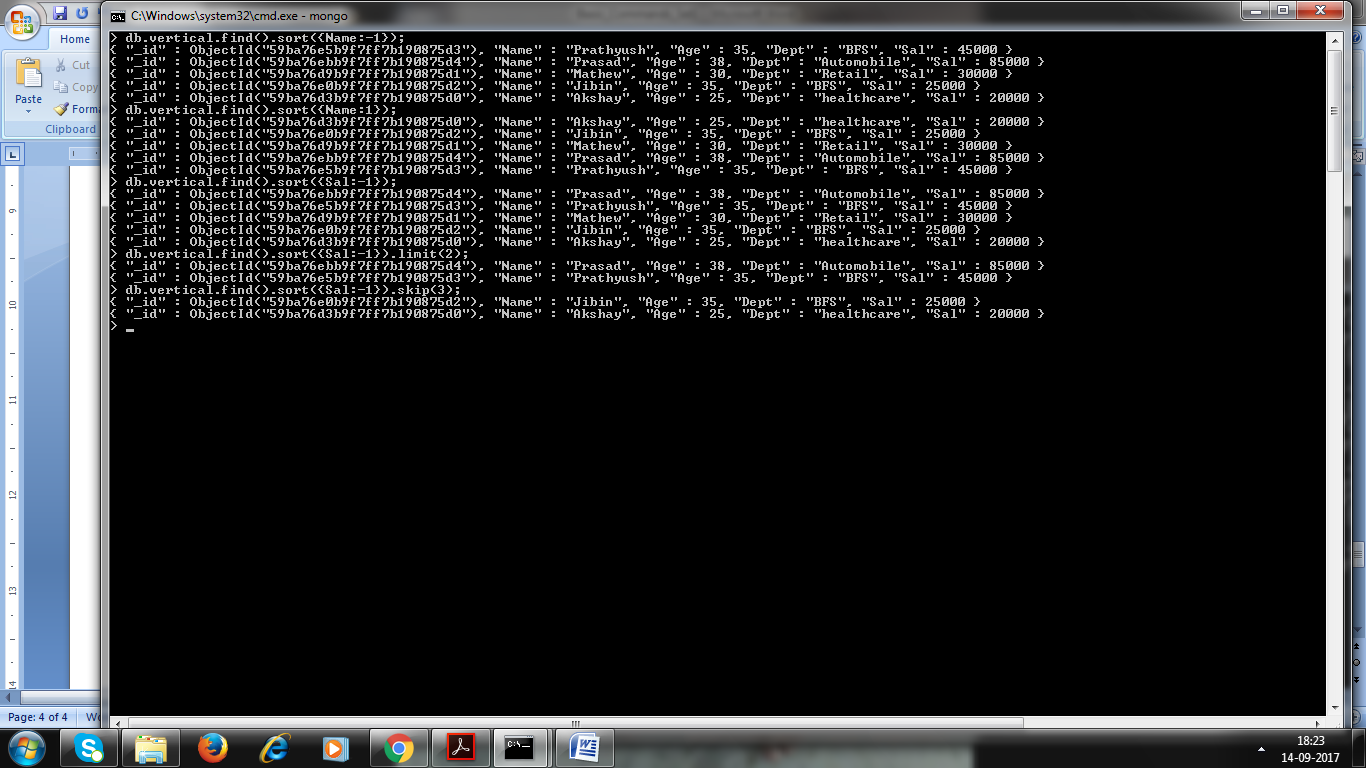 C:\Windows\system32\cmd.exe - mongo
Home
Cut
Copy
Paste
Forma
Clipboard
> db.vertical.find().sort({Name:-1});
{ "_id" : ObjectId("59ba76e5b9f7ff7b190875d3"), "Name" : "Prathyush", "Age" : 35, "Dept" : "BFS", "Sal" : 45000 }
{ "_id" : ObjectId("59ba76ebb9f7ff7b190875d4"), "Name" : "Prasad", "Age" : 38, "Dept" : "Automobile", "Sal" : 85000 }
{ "_id" : ObjectId("59ba76d9b9f7ff7b190875d1"), "Name" : "Mathew", "Age" : 30, "Dept" : "Retail", "Sal" : 30000 }
{ "_id" : ObjectId("59ba76e0b9f7ff7b190875d2"), "Name" : "Jibin", "Age" : 35, "Dept" : "BFS", "Sal" : 25000 }
{ "_id" : ObjectId("59ba76d3b9f7ff7b190875d0"), "Name" : "Akshay", "Age" : 25, "Dept" : "healthcare", "Sal" : 20000 }
> db.vertical.find().sort({Name:1});
{ "_id" : ObjectId("59ba76d3b9f7ff7b190875d0"), "Name" : "Akshay", "Age" : 25, "Dept" : "healthcare", "Sal" : 20000 }
{ "_id" : ObjectId("59ba76e0b9f7ff7b190875d2"), "Name" : "Jibin", "Age" : 35, "Dept" : "BFS", "Sal" : 25000 }
{ "_id" : ObjectId("59ba76d9b9f7ff7b190875d1"), "Name" : "Mathew", "Age" : 30, "Dept" : "Retail", "Sal" : 30000 }
{ "_id" : ObjectId("59ba76ebb9f7ff7b190875d4"), "Name" : "Prasad", "Age" : 38, "Dept" : "Automobile", "Sal" : 85000 }
{ "_id" : ObjectId("59ba76e5b9f7ff7b190875d3"), "Name" : "Prathyush", "Age" : 35, "Dept" : "BFS", "Sal" : 45000 }
> db.vertical.find().sort({Sal:-1});
{ "_id" : ObjectId("59ba76ebb9f7ff7b190875d4"), "Name" : "Prasad", "Age" : 38, "Dept" : "Automobile", "Sal" : 85000 }
{ "_id" : ObjectId("59ba76e5b9f7ff7b190875d3"), "Name" : "Prathyush", "Age" : 35, "Dept" : "BFS", "Sal" : 45000 }
{ "_id" : ObjectId("59ba76d9b9f7ff7b190875d1"), "Name" : "Mathew", "Age" : 30, "Dept" : "Retail", "Sal" : 30000 }
{ "_id" : ObjectId("59ba76e0b9f7ff7b190875d2"), "Name" : "Jibin", "Age" : 35, "Dept" : "BFS", "Sal" : 25000 }
{ "_id" : ObjectId("59ba76d3b9f7ff7b190875d0"), "Name" : "Akshay", "Age" : 25, "Dept" : "healthcare", "Sal" : 20000 }
> db.vertical.find().sort({Sal:-1}).limit(2);
{ "_id" : ObjectId("59ba76ebb9f7ff7b190875d4"), "Name" : "Prasad", "Age" : 38, "Dept" : "Automobile", "Sal" : 85000 }
{ "_id" : ObjectId("59ba76e5b9f7ff7b190875d3"), "Name" : "Prathyush", "Age" : 35, "Dept" : "BFS", "Sal" : 45000 }
> db.vertical.find().sort({Sal:-1}).skip(3);
{ "_id" : ObjectId("59ba76e0b9f7ff7b190875d2"), "Name" : "Jibin", "Age" : 35, "Dept" : "BFS", "Sal" : 25000 }
{ "_id" : ObjectId("59ba76d3b9f7ff7b190875d0"), "Name" : "Akshay", "Age" : 25, "Dept" : "healthcare", "Sal" : 20000 }
> _
9
10
11
12
13
14
Page: 4 of 4
18:23
14-09-2017